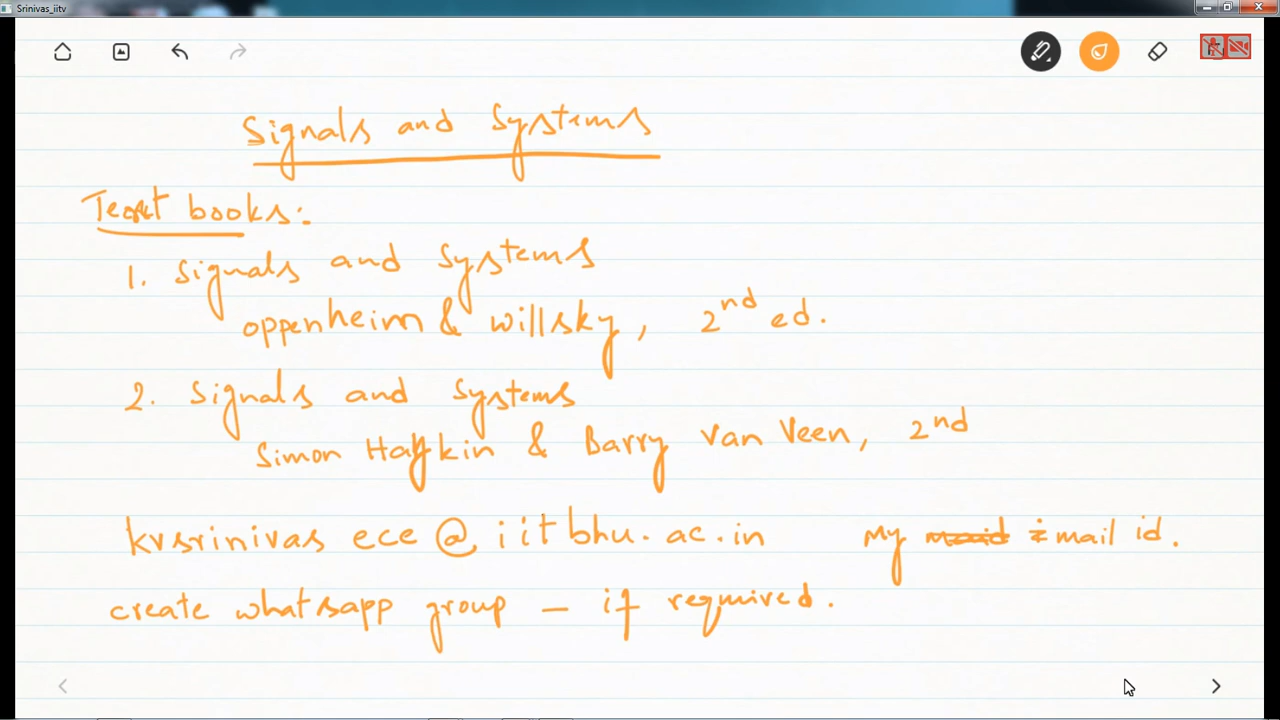 Srinivas_iitv
Signals and Systems
Text books:
1. Signals and Systems
oppenheim & willsky, 2nd ed.
2. Signals and Systems
Simon Haykin & Barry Van Veen, 2nd
kvsrinivas ece @ iitbhu.ac.in My mail id.
create whatsapp group – if required.